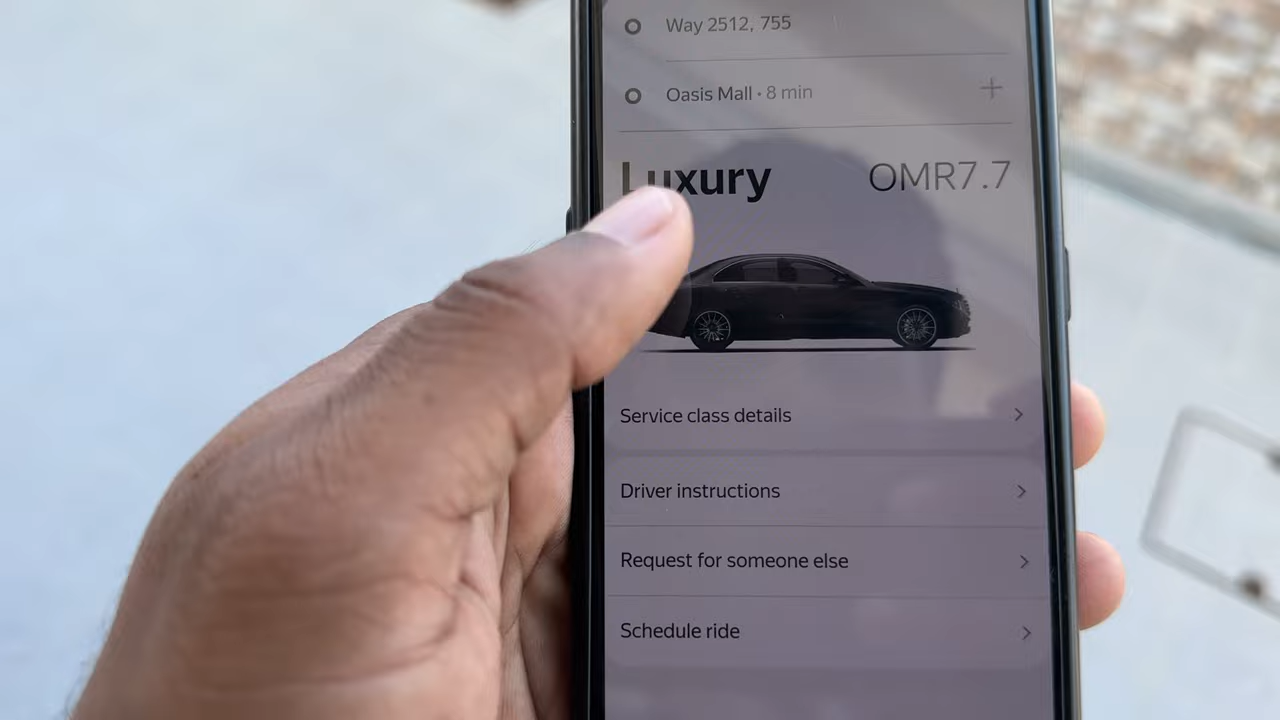 Way 2512, 755
Oasis Mall • 8 min
Luxury OMR7.7
Service class details
Driver instructions
Request for someone else
Schedule ride